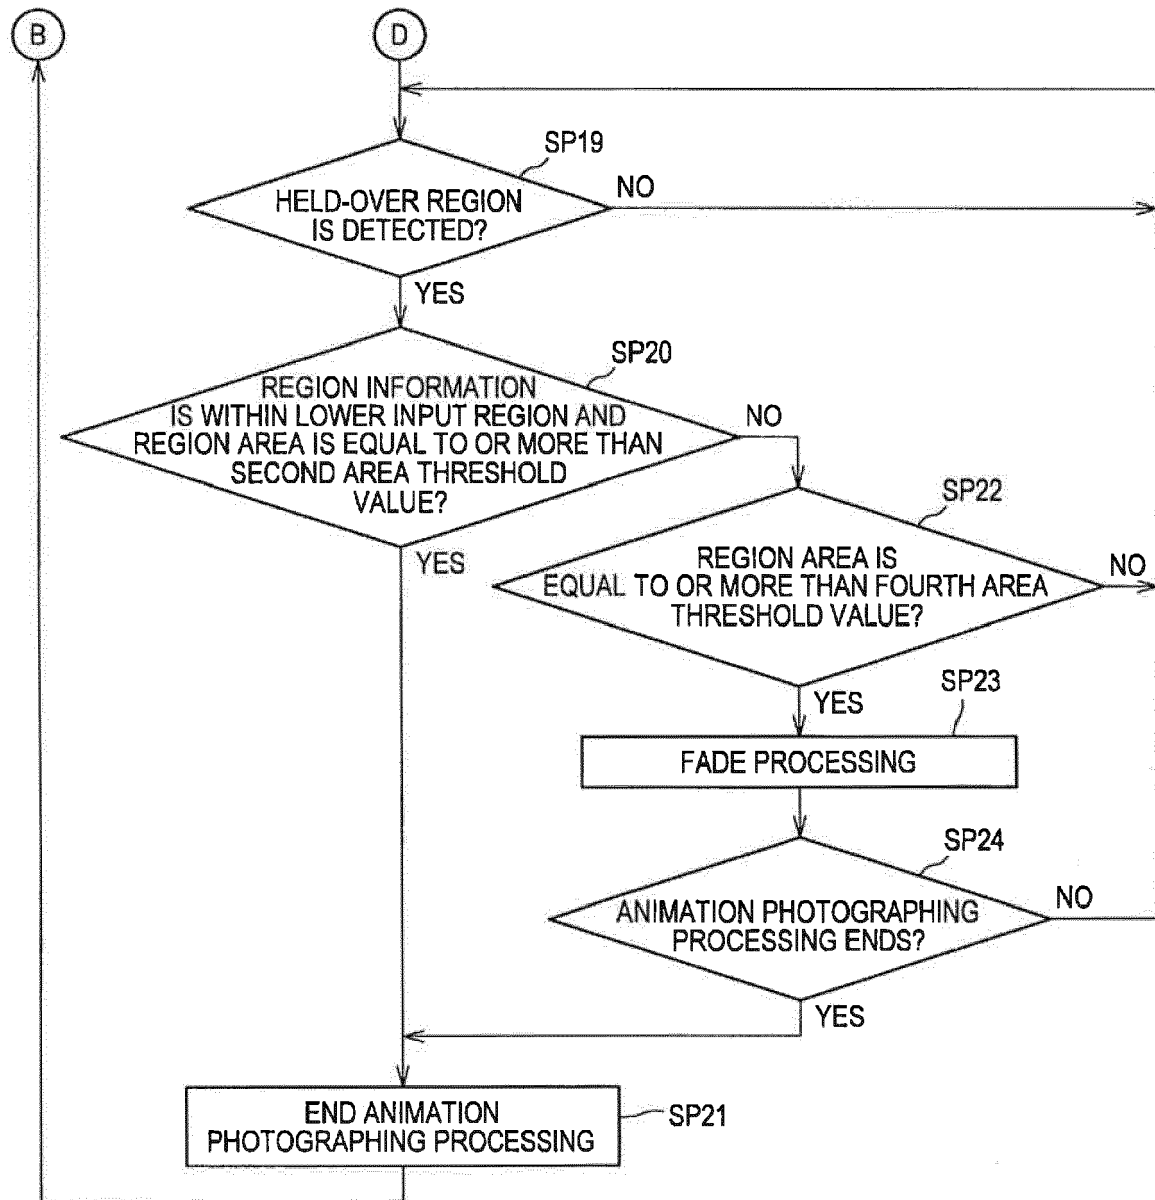 B
D
SP19
HELD-OVER REGION
IS DETECTED?
NO
YES
SP20
REGION INFORMATION
IS WITHIN LOWER INPUT REGION AND
REGION AREA IS EQUAL TO OR MORE THAN
SECOND AREA THRESHOLD
VALUE?
NO
YES
SP22
REGION AREA IS
EQUAL TO OR MORE THAN FOURTH AREA
THRESHOLD VALUE?
NO
YES
SP23
FADE PROCESSING
SP24
ANIMATION PHOTOGRAPHING
PROCESSING ENDS?
NO
YES
END ANIMATION
PHOTOGRAPHING PROCESSING
SP21